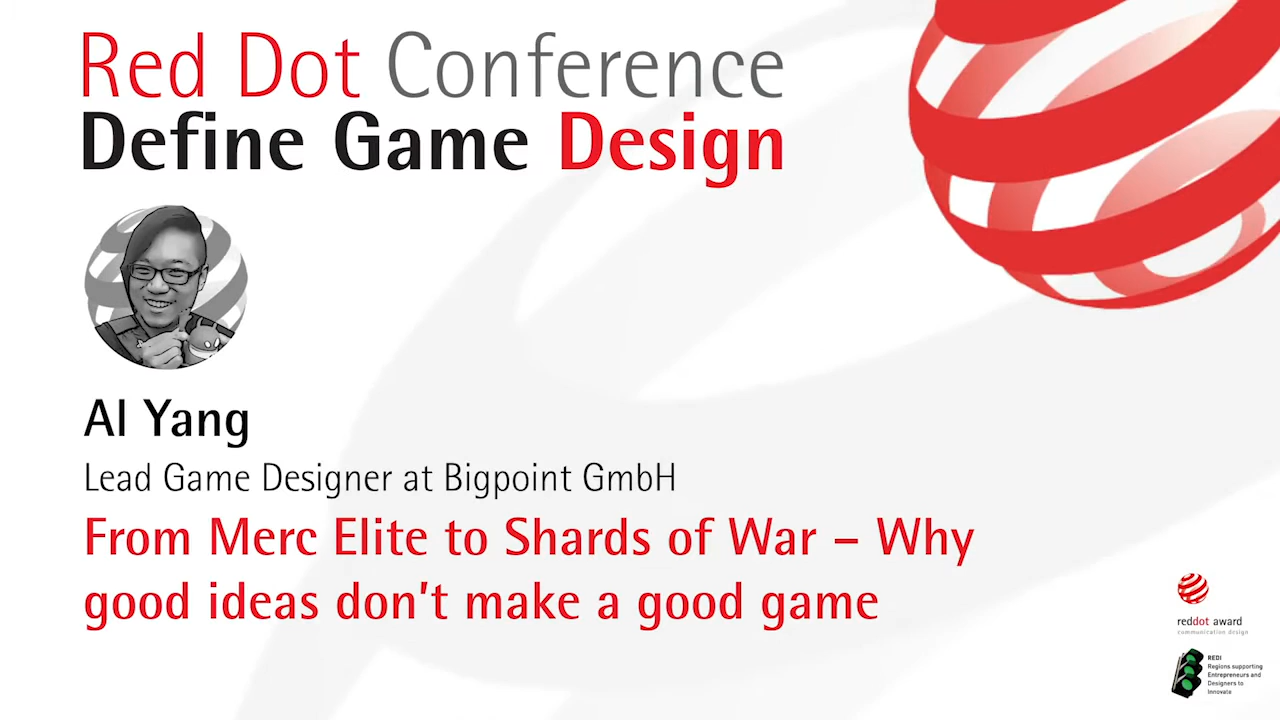 Red Dot Conference
Define Game Design
Al Yang
Lead Game Designer at Bigpoint GmbH
From Merc Elite to Shards of War – Why
good ideas don’t make a good game
reddot award
communication design
REDI
Regions supporting
Entrepreneurs and
Designers to
Innovate